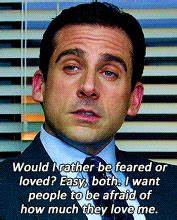 Would I rather be feared or
loved? Easy, both. I want
people to be afraid of
how much they love me.